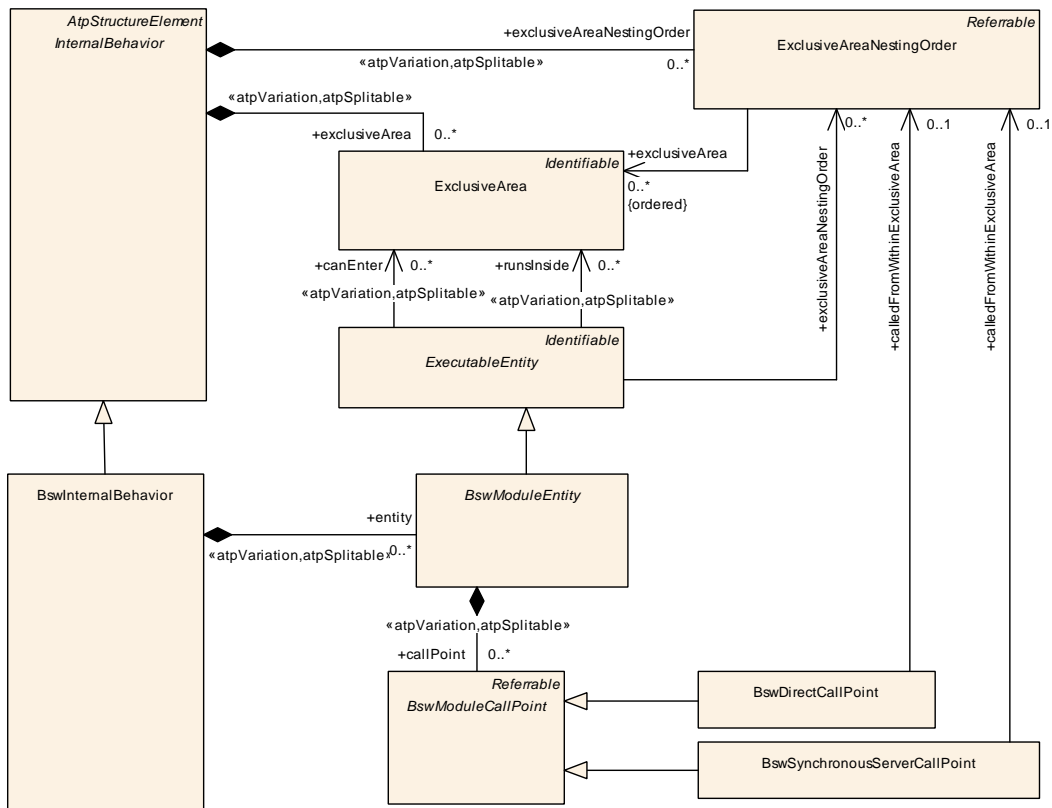 AtpStructureElement
InternalBehavior
Referrable
ExclusiveAreaNestingOrder
+exclusiveAreaNestingOrder
«atpVariation,atpSplitable»
0..*
«atpVariation,atpSplitable»
+exclusiveArea
0..*
Identifiable
ExclusiveArea
+exclusiveArea
0..*
{ordered}
0..*
0..1
0..1
+exclusiveAreaNestingOrder
+calledFromWithinExclusiveArea
+calledFromWithinExclusiveArea
+canEnter
0..*
+runsInside
0..*
«atpVariation,atpSplitable»
«atpVariation,atpSplitable»
Identifiable
ExecutableEntity
BswInternalBehavior
BswModuleEntity
+entity
«atpVariation,atpSplitable»
0..*
«atpVariation,atpSplitable»
+callPoint
0..*
Referrable
BswModuleCallPoint
BswDirectCallPoint
BswSynchronousServerCallPoint